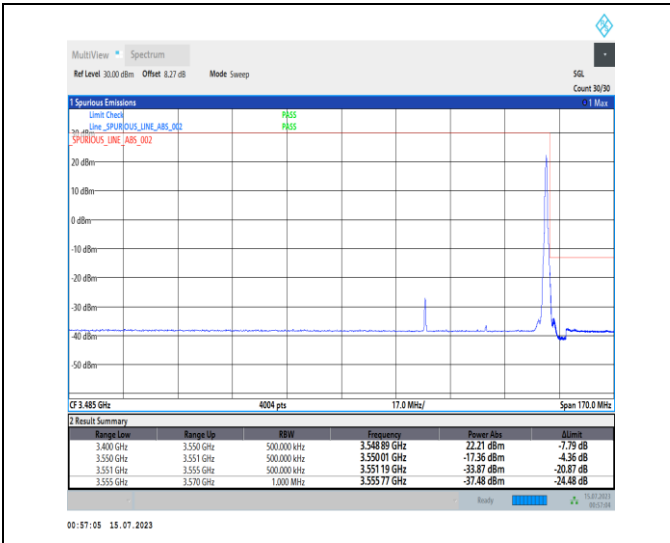 MultiView Spectrum
Ref Level 30.00 dBm Offset 8.27 dB Mode Sweep SGL
Count 30/30
1 Spurious Emissions 1 Max
Limit Check PASS
Line _SPURIOUS_LINE_ABS_002 PASS
30 dBm
SPURIOUS_LINE_ABS_002
20 dBm
10 dBm
0 dBm
-10 dBm
-20 dBm
-30 dBm
-40 dBm
-50 dBm
CF 3.485 GHz 4004 pts 17.0 MHz/ Span 170.0 MHz
2 Result Summary
Range Low Range Up RBW Frequency Power Abs ΔLimit
3.400 GHz 3.550 GHz 500.000 kHz 3.548 89 GHz 22.21 dBm -7.79 dB
3.550 GHz 3.551 GHz 500.000 kHz 3.550 01 GHz -17.36 dBm -4.36 dB
3.551 GHz 3.555 GHz 500.000 kHz 3.551 19 GHz -33.87 dBm -20.87 dB
3.555 GHz 3.570 GHz 1.000 MHz 3.555 77 GHz -37.48 dBm -24.48 dB
Ready 15.07.2023
00:57:04
00:57:05 15.07.2023